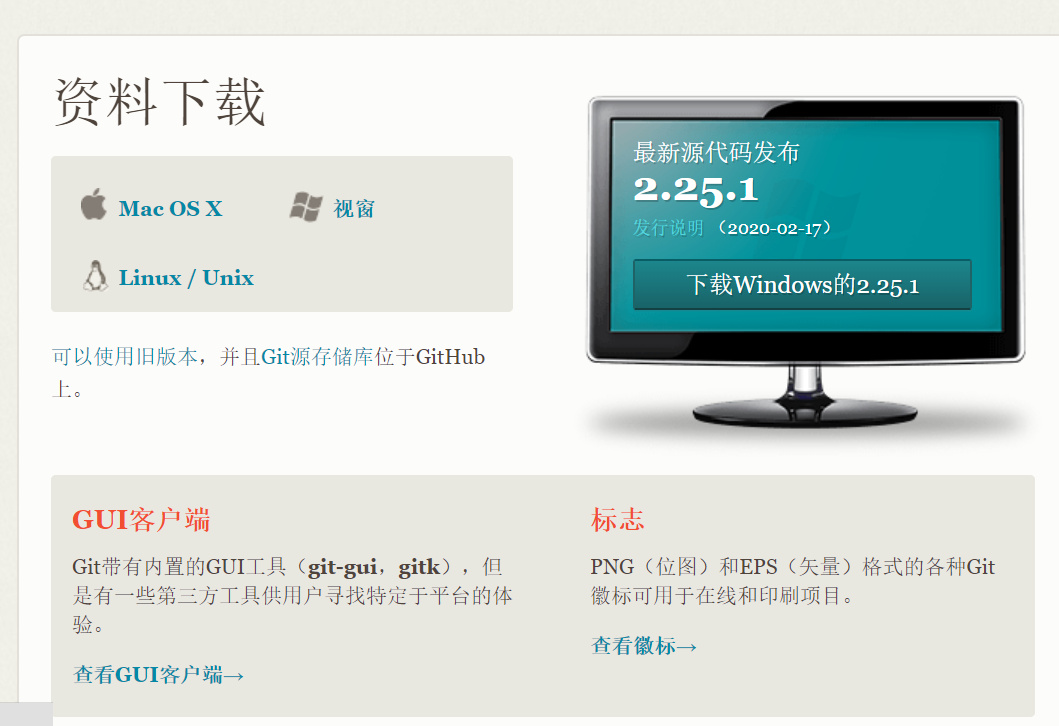 资料下载
Mac OS X
视窗
Linux / Unix
可以使用旧版本，并且Git源存储库位于GitHub
上。
最新源代码发布
2.25.1
发行说明 （2020-02-17）
下载Windows的2.25.1
GUI客户端
Git带有内置的GUI工具（git-gui，gitk），但
是有一些第三方工具供用户寻找特定于平台的体
验。
查看GUI客户端→
标志
PNG（位图）和EPS（矢量）格式的各种Git
徽标可用于在线和印刷项目。
查看徽标→